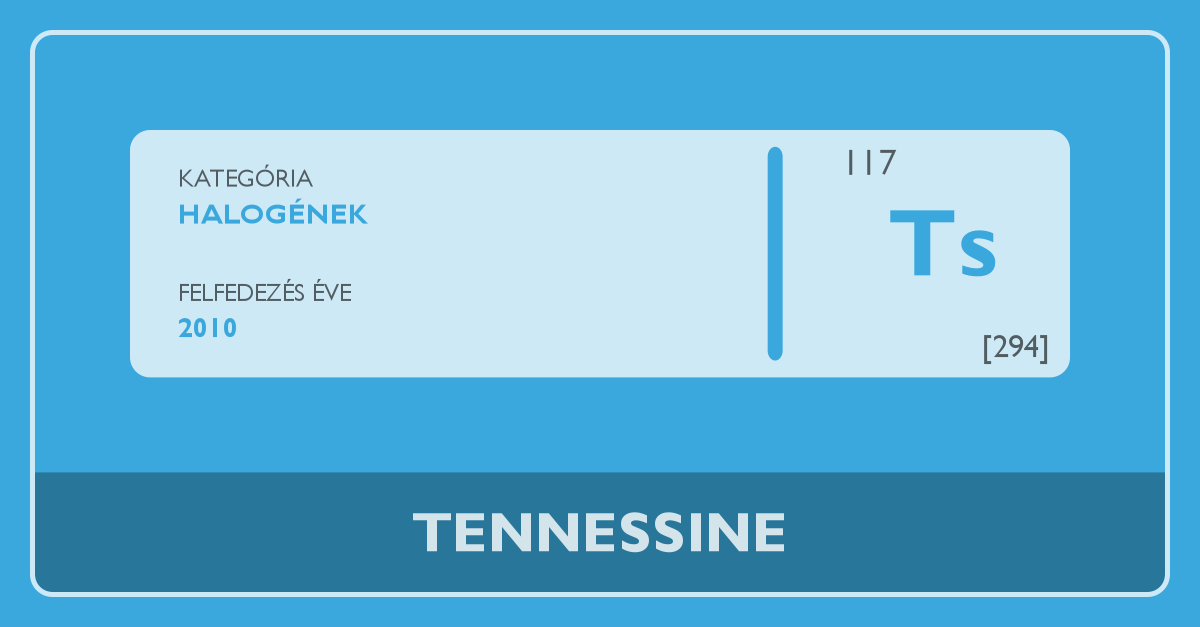 KATEGÓRIA
HALOGÉNEK
FELFEDEZÉS ÉVE
2010
117
Ts
[294]
TENNESSINE